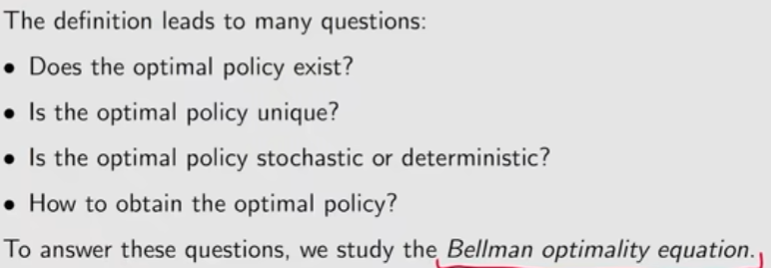 The definition leads to many questions:
• Does the optimal policy exist?
• Is the optimal policy unique?
• Is the optimal policy stochastic or deterministic?
• How to obtain the optimal policy?
To answer these questions, we study the Bellman optimality equation.